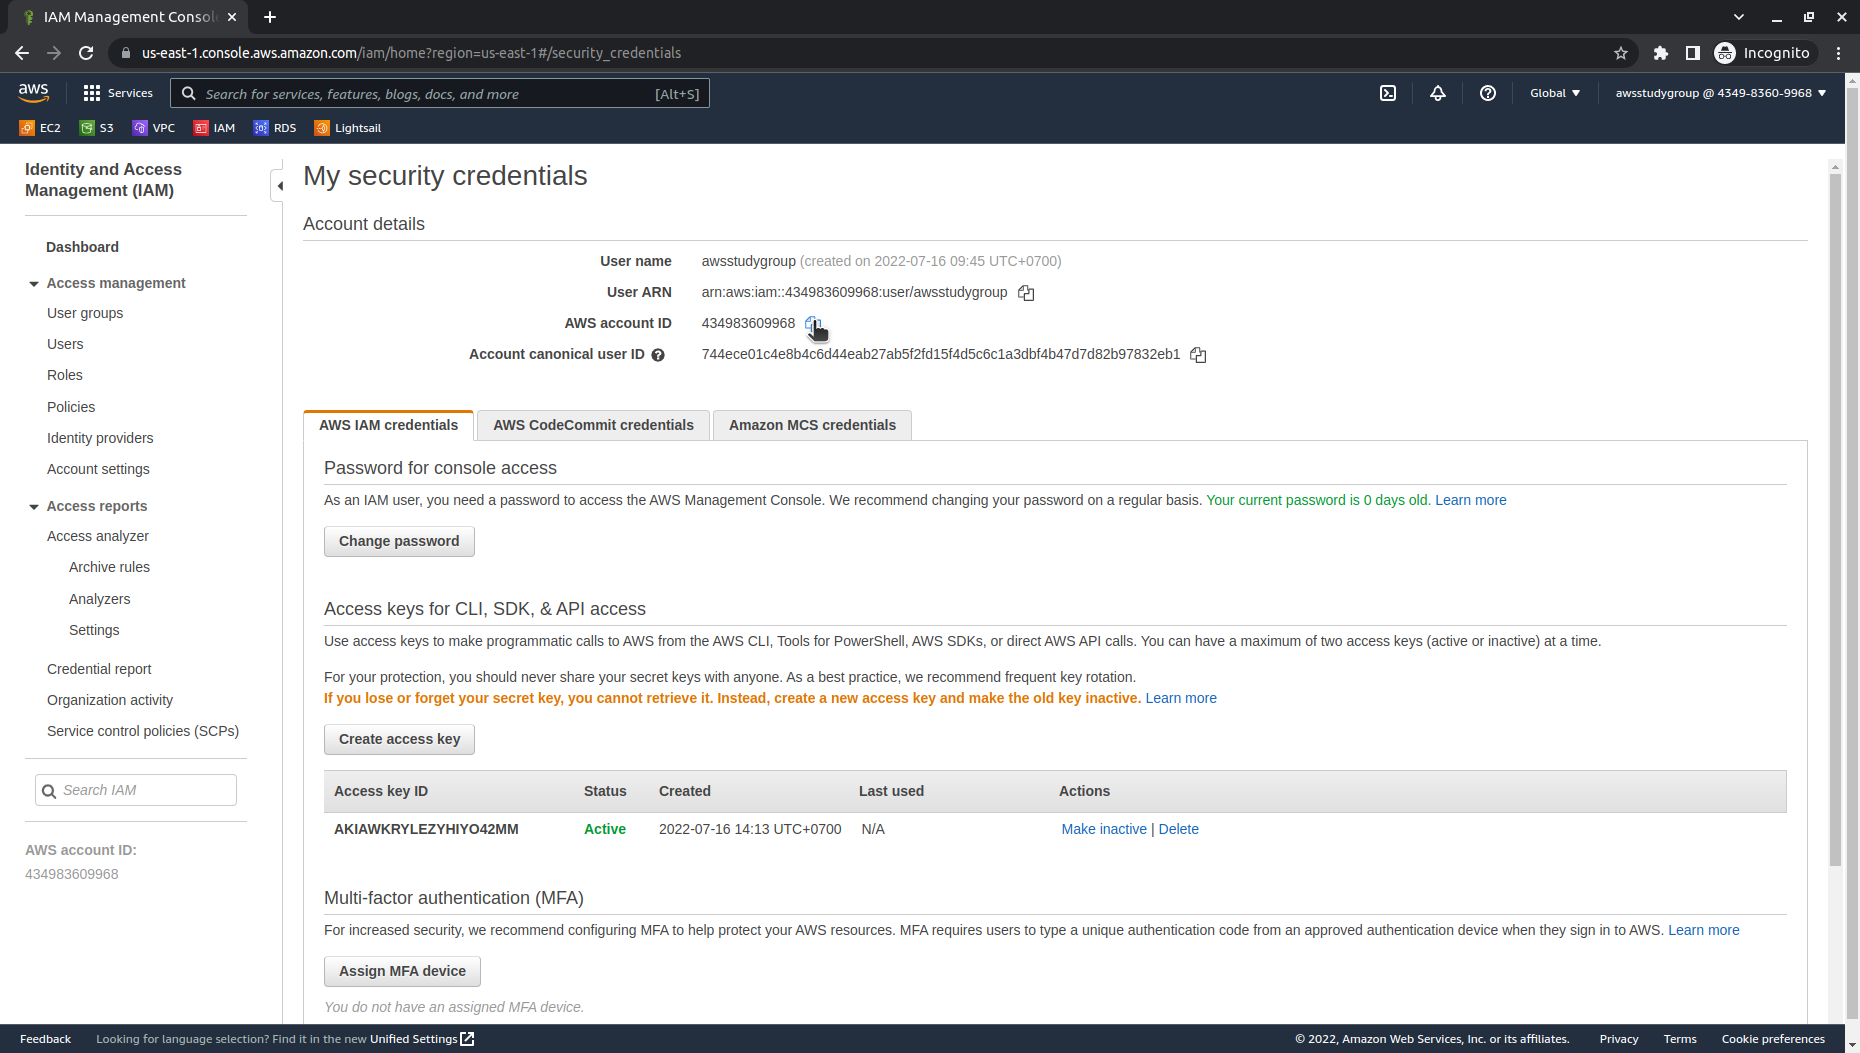 IAM Management Consol
us-east-1.console.aws.amazon.com/iam/home?region=us-east-1#/security_credentials
Incognito
aws
Services
Search for services, features, blogs, docs, and more
[Alt+S]
Global
awsstudygroup @ 4349-8360-9968
EC2
S3
VPC
IAM
RDS
Lightsail
Identity and Access
Management (IAM)
Dashboard
Access management
User groups
Users
Roles
Policies
Identity providers
Account settings
Access reports
Access analyzer
Archive rules
Analyzers
Settings
Credential report
Organization activity
Service control policies (SCPs)
Search IAM
AWS account ID:
434983609968
My security credentials
Account details
User name awsstudygroup (created on 2022-07-16 09:45 UTC+0700)
User ARN arn:aws:iam::434983609968:user/awsstudygroup
AWS account ID 434983609968
Account canonical user ID 744ece01c4e8b4c6d44eab27ab5f2fd15f4d5c6c1a3dbf4b47d7d82b97832eb1
AWS IAM credentials
AWS CodeCommit credentials
Amazon MCS credentials
Password for console access
As an IAM user, you need a password to access the AWS Management Console. We recommend changing your password on a regular basis. Your current password is 0 days old. Learn more
Change password
Access keys for CLI, SDK, & API access
Use access keys to make programmatic calls to AWS from the AWS CLI, Tools for PowerShell, AWS SDKs, or direct AWS API calls. You can have a maximum of two access keys (active or inactive) at a time.
For your protection, you should never share your secret keys with anyone. As a best practice, we recommend frequent key rotation.
If you lose or forget your secret key, you cannot retrieve it. Instead, create a new access key and make the old key inactive. Learn more
Create access key
Access key ID Status Created Last used Actions
AKIAWKRYLEZYHIYO42MM Active 2022-07-16 14:13 UTC+0700 N/A Make inactive | Delete
Multi-factor authentication (MFA)
For increased security, we recommend configuring MFA to help protect your AWS resources. MFA requires users to type a unique authentication code from an approved authentication device when they sign in to AWS. Learn more
Assign MFA device
You do not have an assigned MFA device.
Feedback
Looking for language selection? Find it in the new Unified Settings
© 2022, Amazon Web Services, Inc. or its affiliates.
Privacy
Terms
Cookie preferences